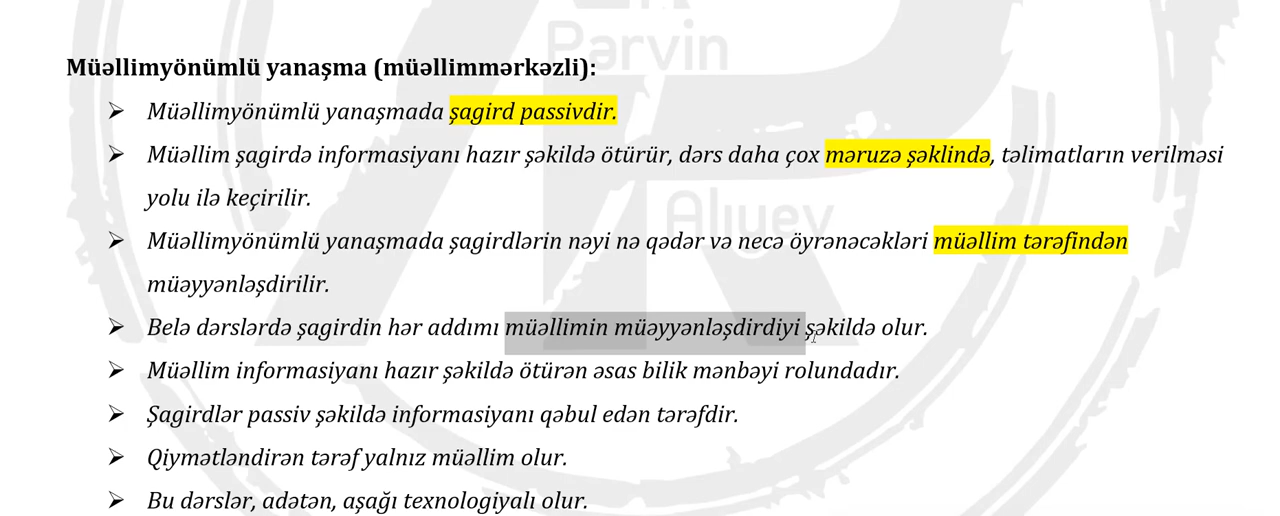 Pərvin
Müəllimyönümlü yanaşma (müəllimmərkəzli):
➢ Müəllimyönümlü yanaşmada şagird passivdir.
➢ Müəllim şagirdə informasiyanı hazır şəkildə ötürür, dərs daha çox məruzə şəklində, təlimatların verilməsi
yolu ilə keçirilir.
Alıyev
➢ Müəllimyönümlü yanaşmada şagirdlərin nəyi nə qədər və necə öyrənəcəkləri müəllim tərəfindən
müəyyənləşdirilir.
➢ Belə dərslərdə şagirdin hər addımı müəllimin müəyyənləşdirdiyi şəkildə olur.
➢ Müəllim informasiyanı hazır şəkildə ötürən əsas bilik mənbəyi rolundadır.
➢ Şagirdlər passiv şəkildə informasiyanı qəbul edən tərəfdir.
➢ Qiymətləndirən tərəf yalnız müəllim olur.
➢ Bu dərslər, adətən, aşağı texnologiyalı olur.